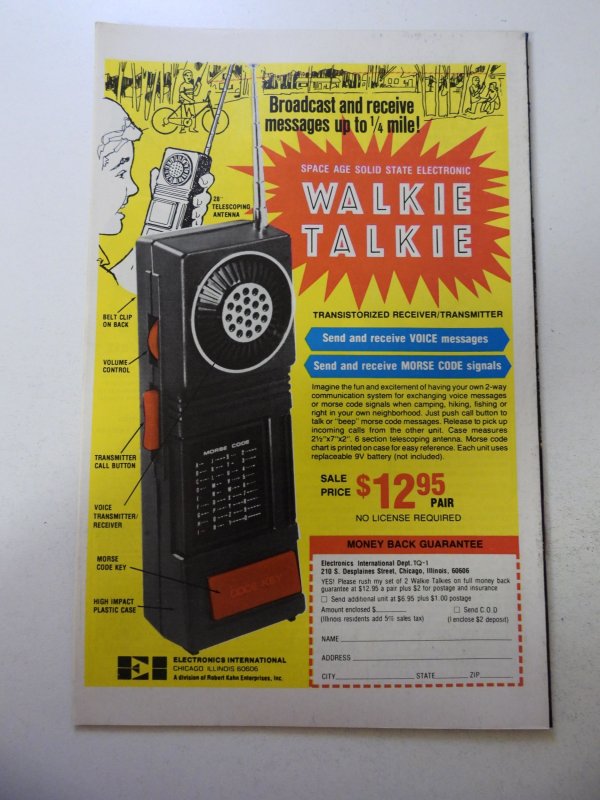 Broadcast and receive
messages up to 1/4 mile!
SPACE AGE SOLID STATE ELECTRONIC
WALKIE
TALKIE
28"
TELESCOPING
ANTENNA
BELT CLIP
ON BACK
VOLUME
CONTROL
TRANSMITTER
CALL BUTTON
VOICE
TRANSMITTER/
RECEIVER
MORSE
CODE KEY
HIGH IMPACT
PLASTIC CASE
MORSE CODE
CODE KEY
TRANSISTORIZED RECEIVER/TRANSMITTER
Send and receive VOICE messages
Send and receive MORSE CODE signals
Imagine the fun and excitement of having your own 2-way
communication system for exchanging voice messages
or morse code signals when camping, hiking, fishing or
right in your own neighborhood. Just push call button to
talk or "beep" morse code messages. Release to pick up
incoming calls from the other unit. Case measures
2½"x7"x2". 6 section telescoping antenna. Morse code
chart is printed on case for easy reference. Each unit uses
replaceable 9V battery (not included).
SALE
PRICE $12.95
PAIR
NO LICENSE REQUIRED
MONEY BACK GUARANTEE
Electronics International Dept. TQ-1
210 S. Desplaines Street, Chicago, Illinois, 60606
YES! Please rush my set of 2 Walkie Talkies on full money back
guarantee at $12.95 a pair plus $2 for postage and insurance
☐ Send additional unit at $6.95 plus $1.00 postage
Amount enclosed $ ☐ Send C.O.D
(Illinois residents add 5% sales tax) (I enclose $2 deposit)
NAME
ADDRESS
CITY STATE ZIP
EI
ELECTRONICS INTERNATIONAL
CHICAGO ILLINOIS 60606
A division of Robert Kahn Enterprises, Inc.